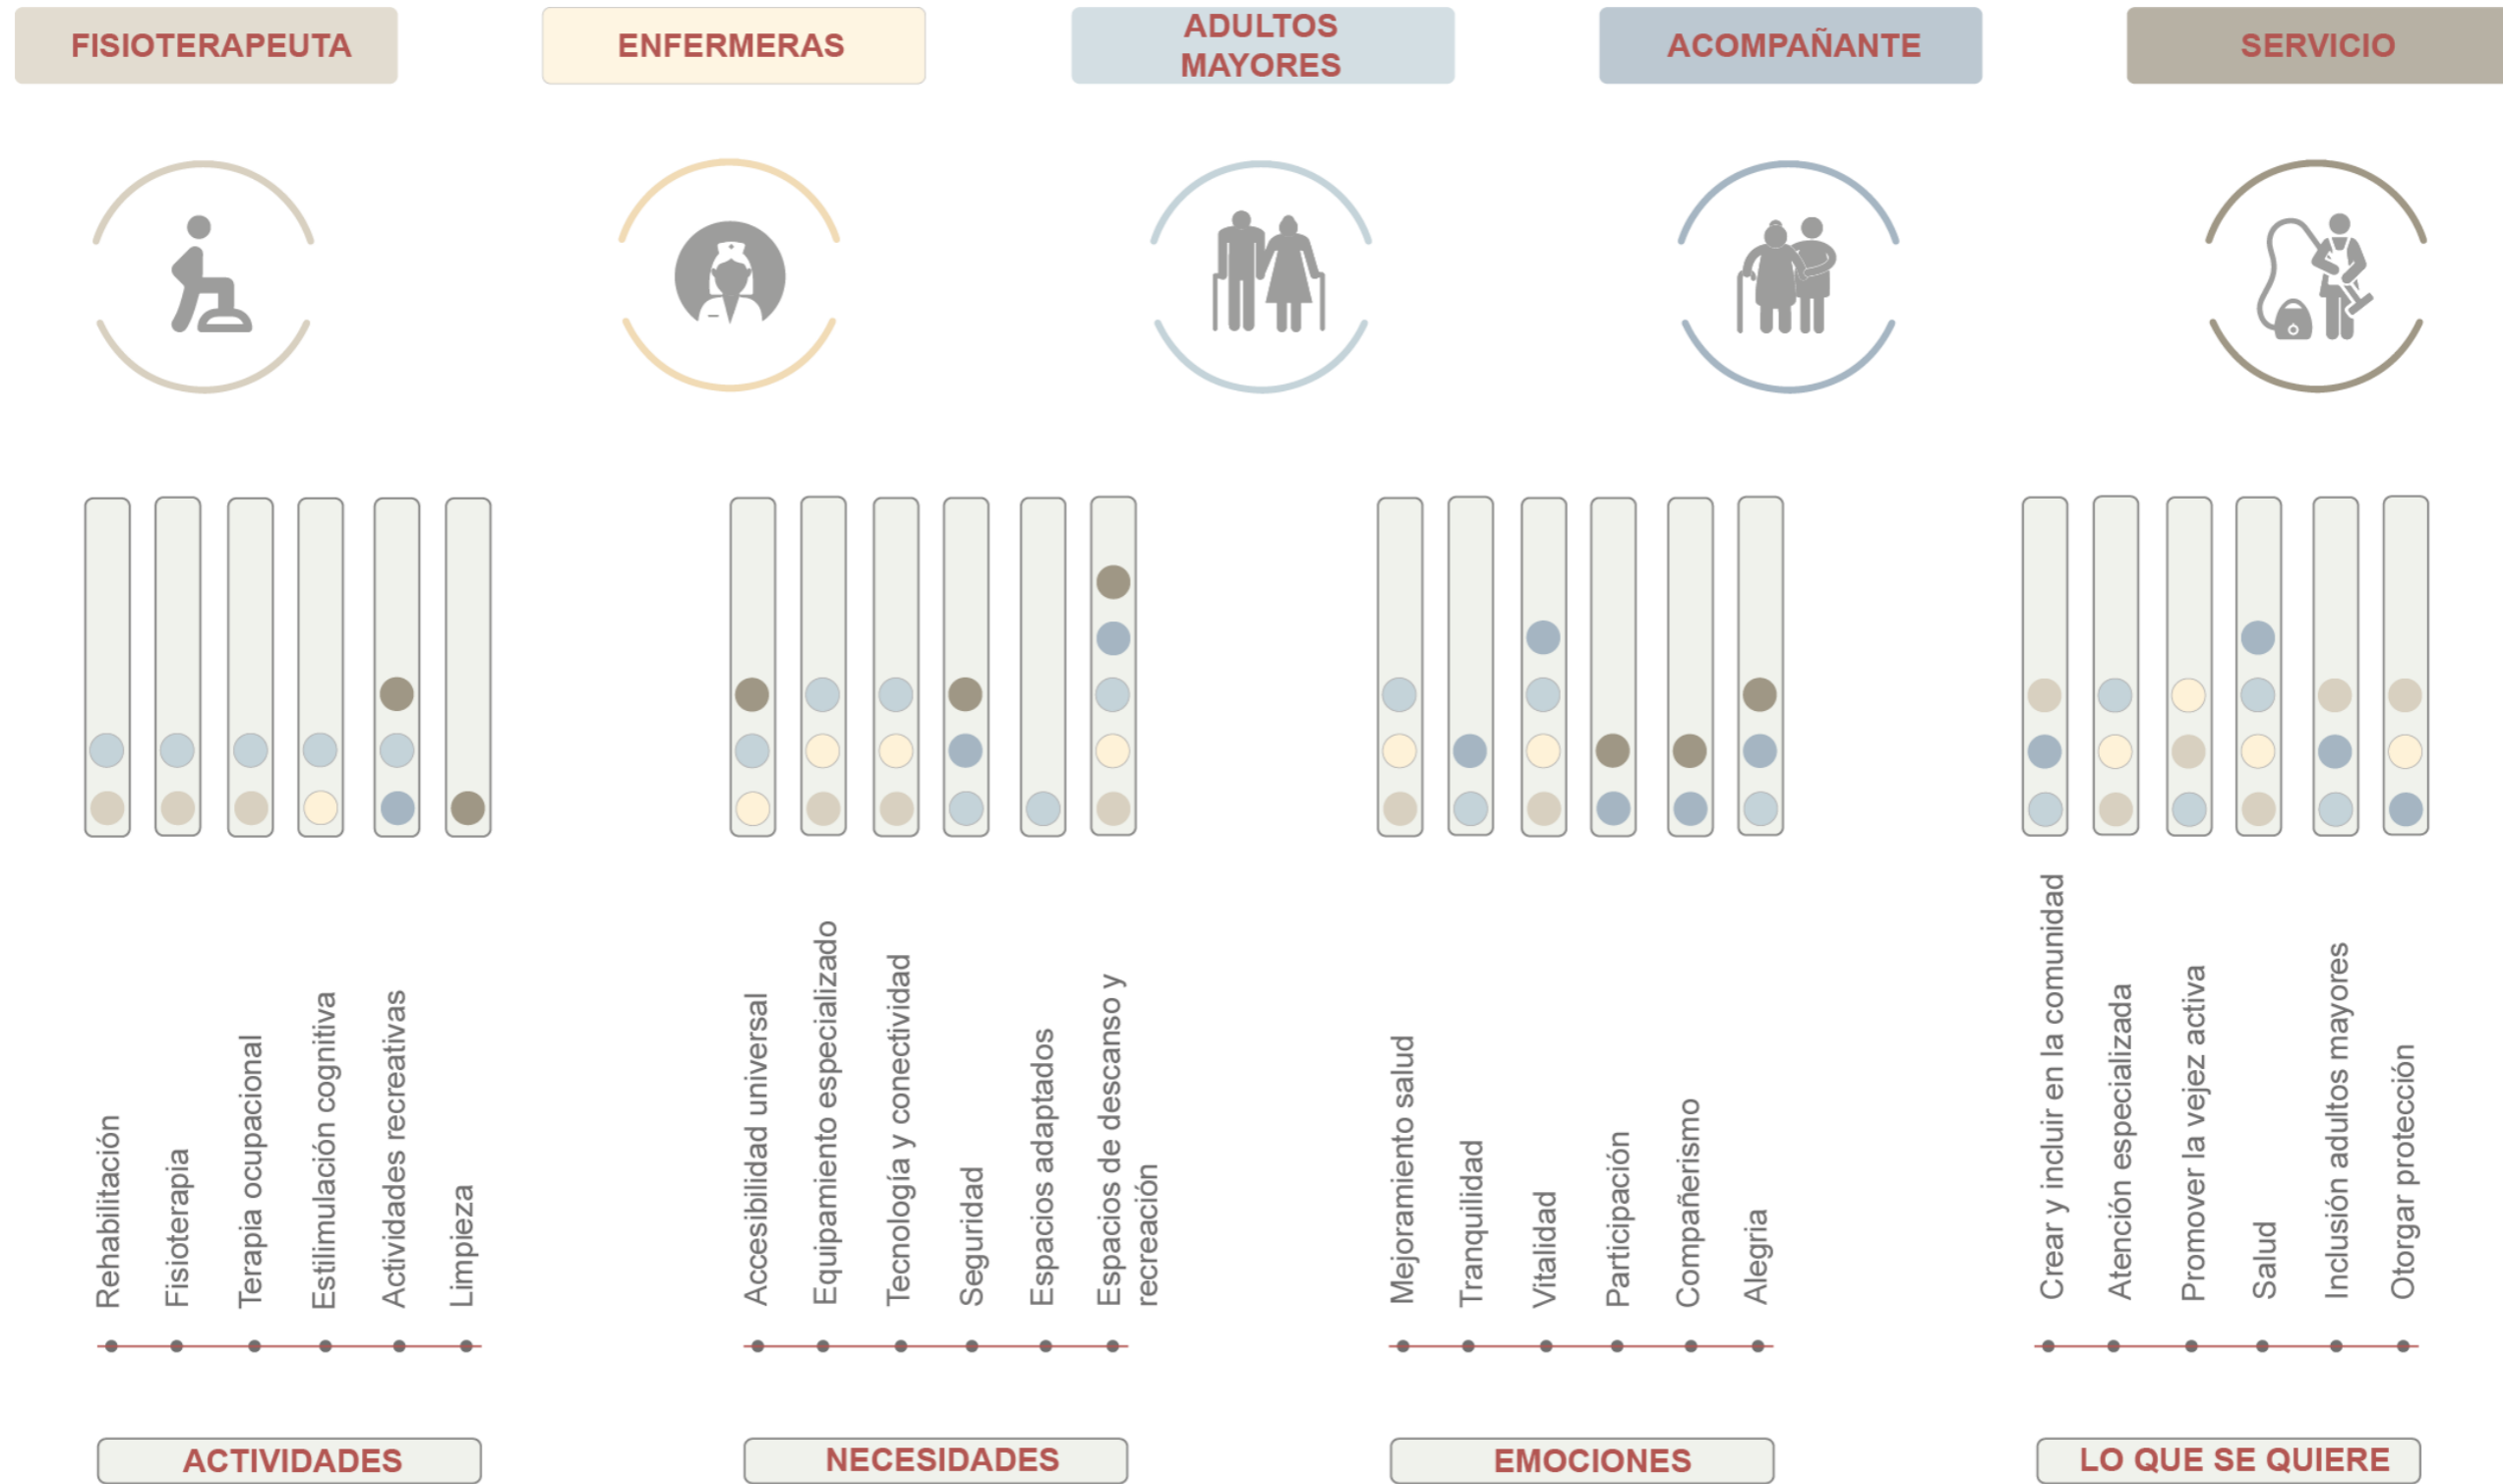 FISIOTERAPEUTA
ENFERMERAS
ADULTOS
MAYORES
ACOMPAÑANTE
SERVICIO
Rehabilitación
Fisioterapia
Terapia ocupacional
Estilimulación cognitiva
Actividades recreativas
Limpieza
Accesibilidad universal
Equipamiento especializado
Tecnología y conectividad
Seguridad
Espacios adaptados
Espacios de descanso y
recreación
Mejoramiento salud
Tranquilidad
Vitalidad
Participación
Compañerismo
Alegria
Crear y incluir en la comunidad
Atención especializada
Promover la vejez activa
Salud
Inclusión adultos mayores
Otorgar protección
ACTIVIDADES
NECESIDADES
EMOCIONES
LO QUE SE QUIERE